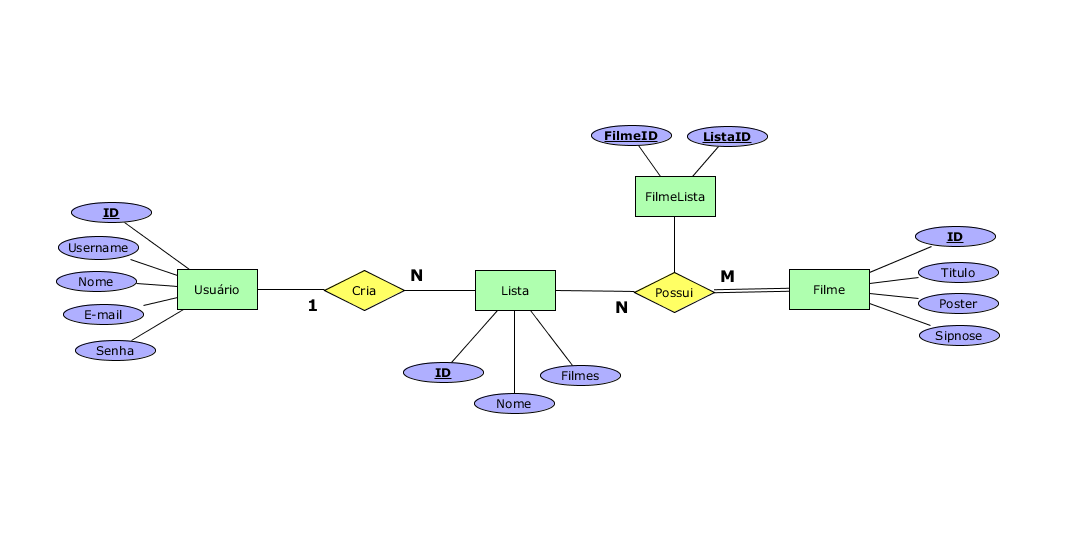 FilmeID
ListaID
FilmeLista
ID
Username
Nome
E-mail
Senha
Usuário
1
Cria
N
Lista
ID
Nome
Filmes
N
Possui
M
Filme
ID
Titulo
Poster
Sipnose